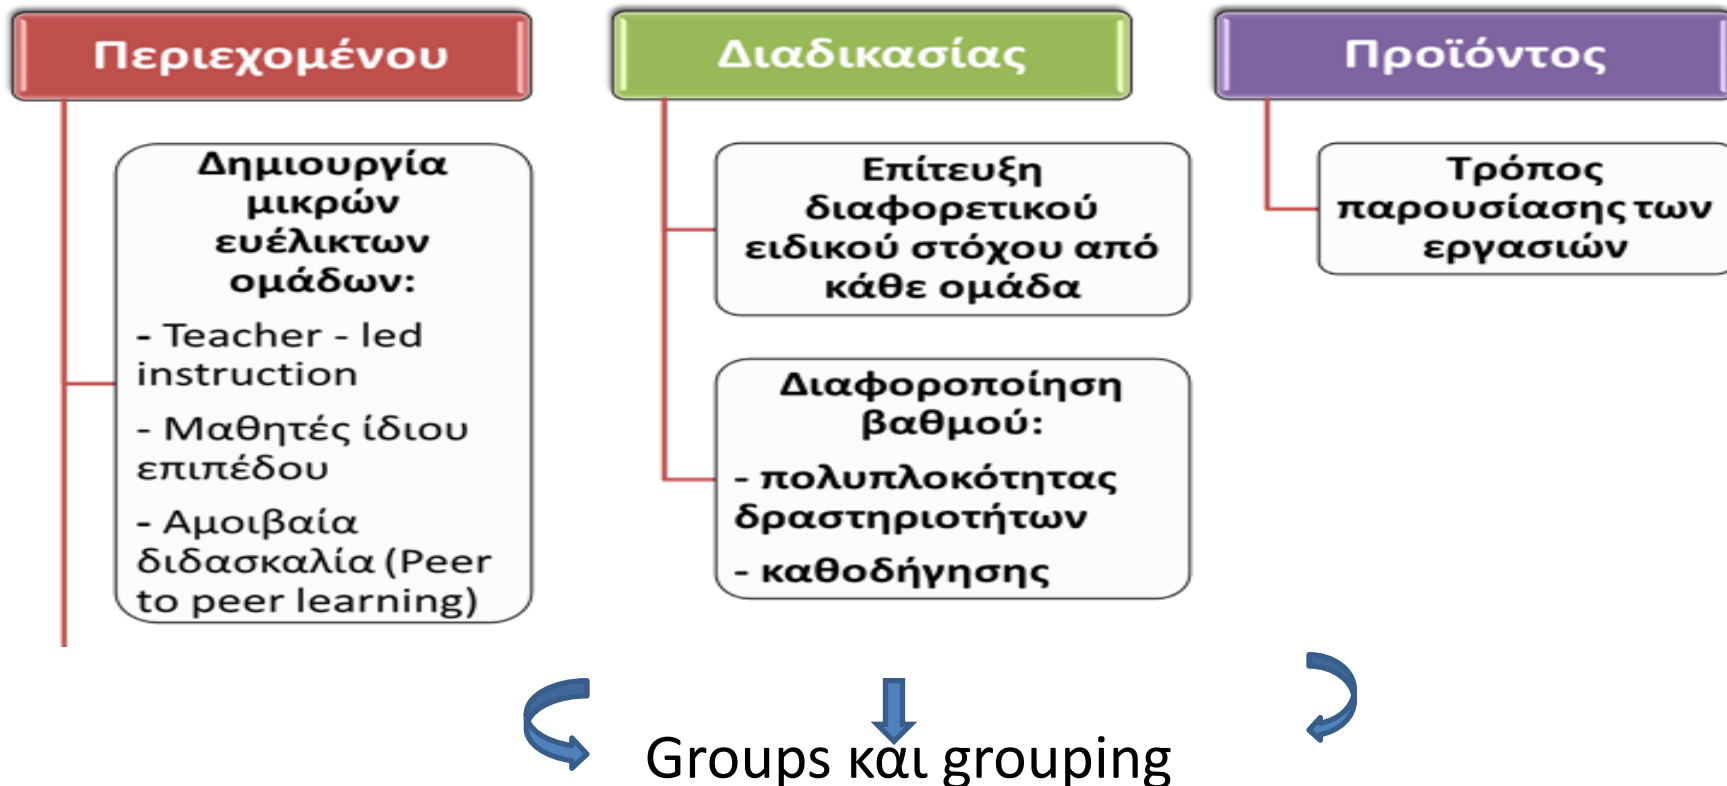 Περιεχομένου
Δημιουργία
μικρών
ευέλικτων
ομάδων:
- Teacher - led
instruction
- Μαθητές ίδιου
επιπέδου
- Αμοιβαία
διδασκαλία (Peer
to peer learning)
Διαδικασίας
Επίτευξη
διαφορετικού
ειδικού στόχου από
κάθε ομάδα
Διαφοροποίηση
βαθμού:
- πολυπλοκότητας
δραστηριοτήτων
- καθοδήγησης
Προϊόντος
Τρόπος
παρουσίασης των
εργασιών
Groups και grouping